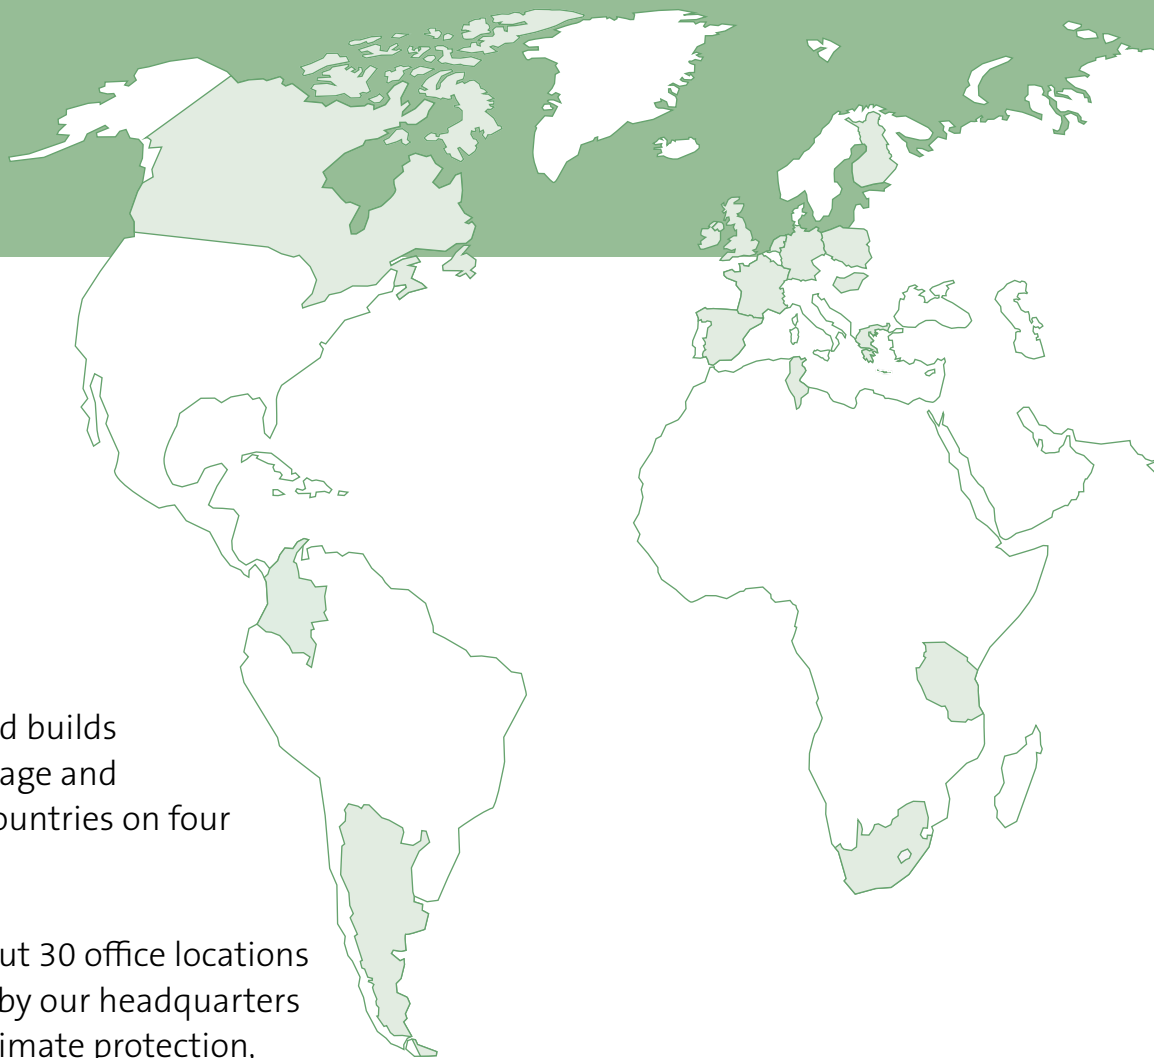 d builds
age and
ountries on four
ut 30 office locations
by our headquarters
imate protection,